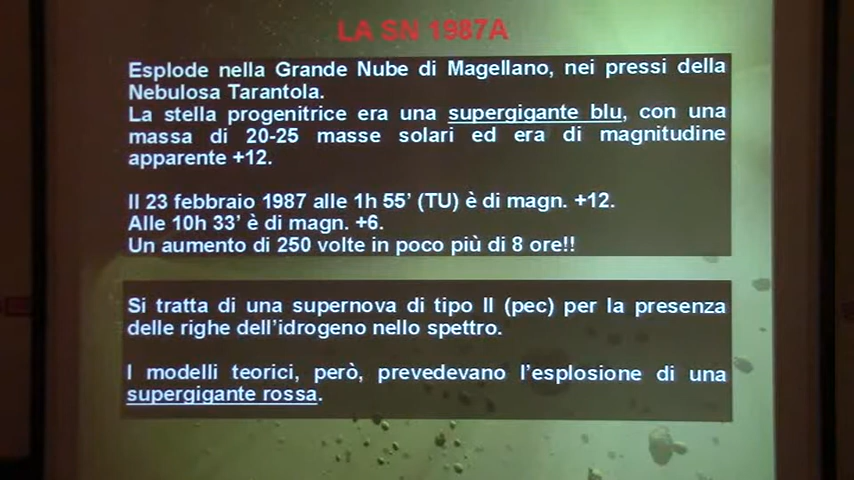 LA SN 1987A
Esplode nella Grande Nube di Magellano, nei pressi della
Nebulosa Tarantola.
La stella progenitrice era una supergigante blu, con una
massa di 20-25 masse solari ed era di magnitudine
apparente +12.
Il 23 febbraio 1987 alle 1h 55' (TU) è di magn. +12.
Alle 10h 33' è di magn. +6.
Un aumento di 250 volte in poco più di 8 ore!!
Si tratta di una supernova di tipo II (pec) per la presenza
delle righe dell'idrogeno nello spettro.
I modelli teorici, però, prevedevano l'esplosione di una
supergigante rossa.